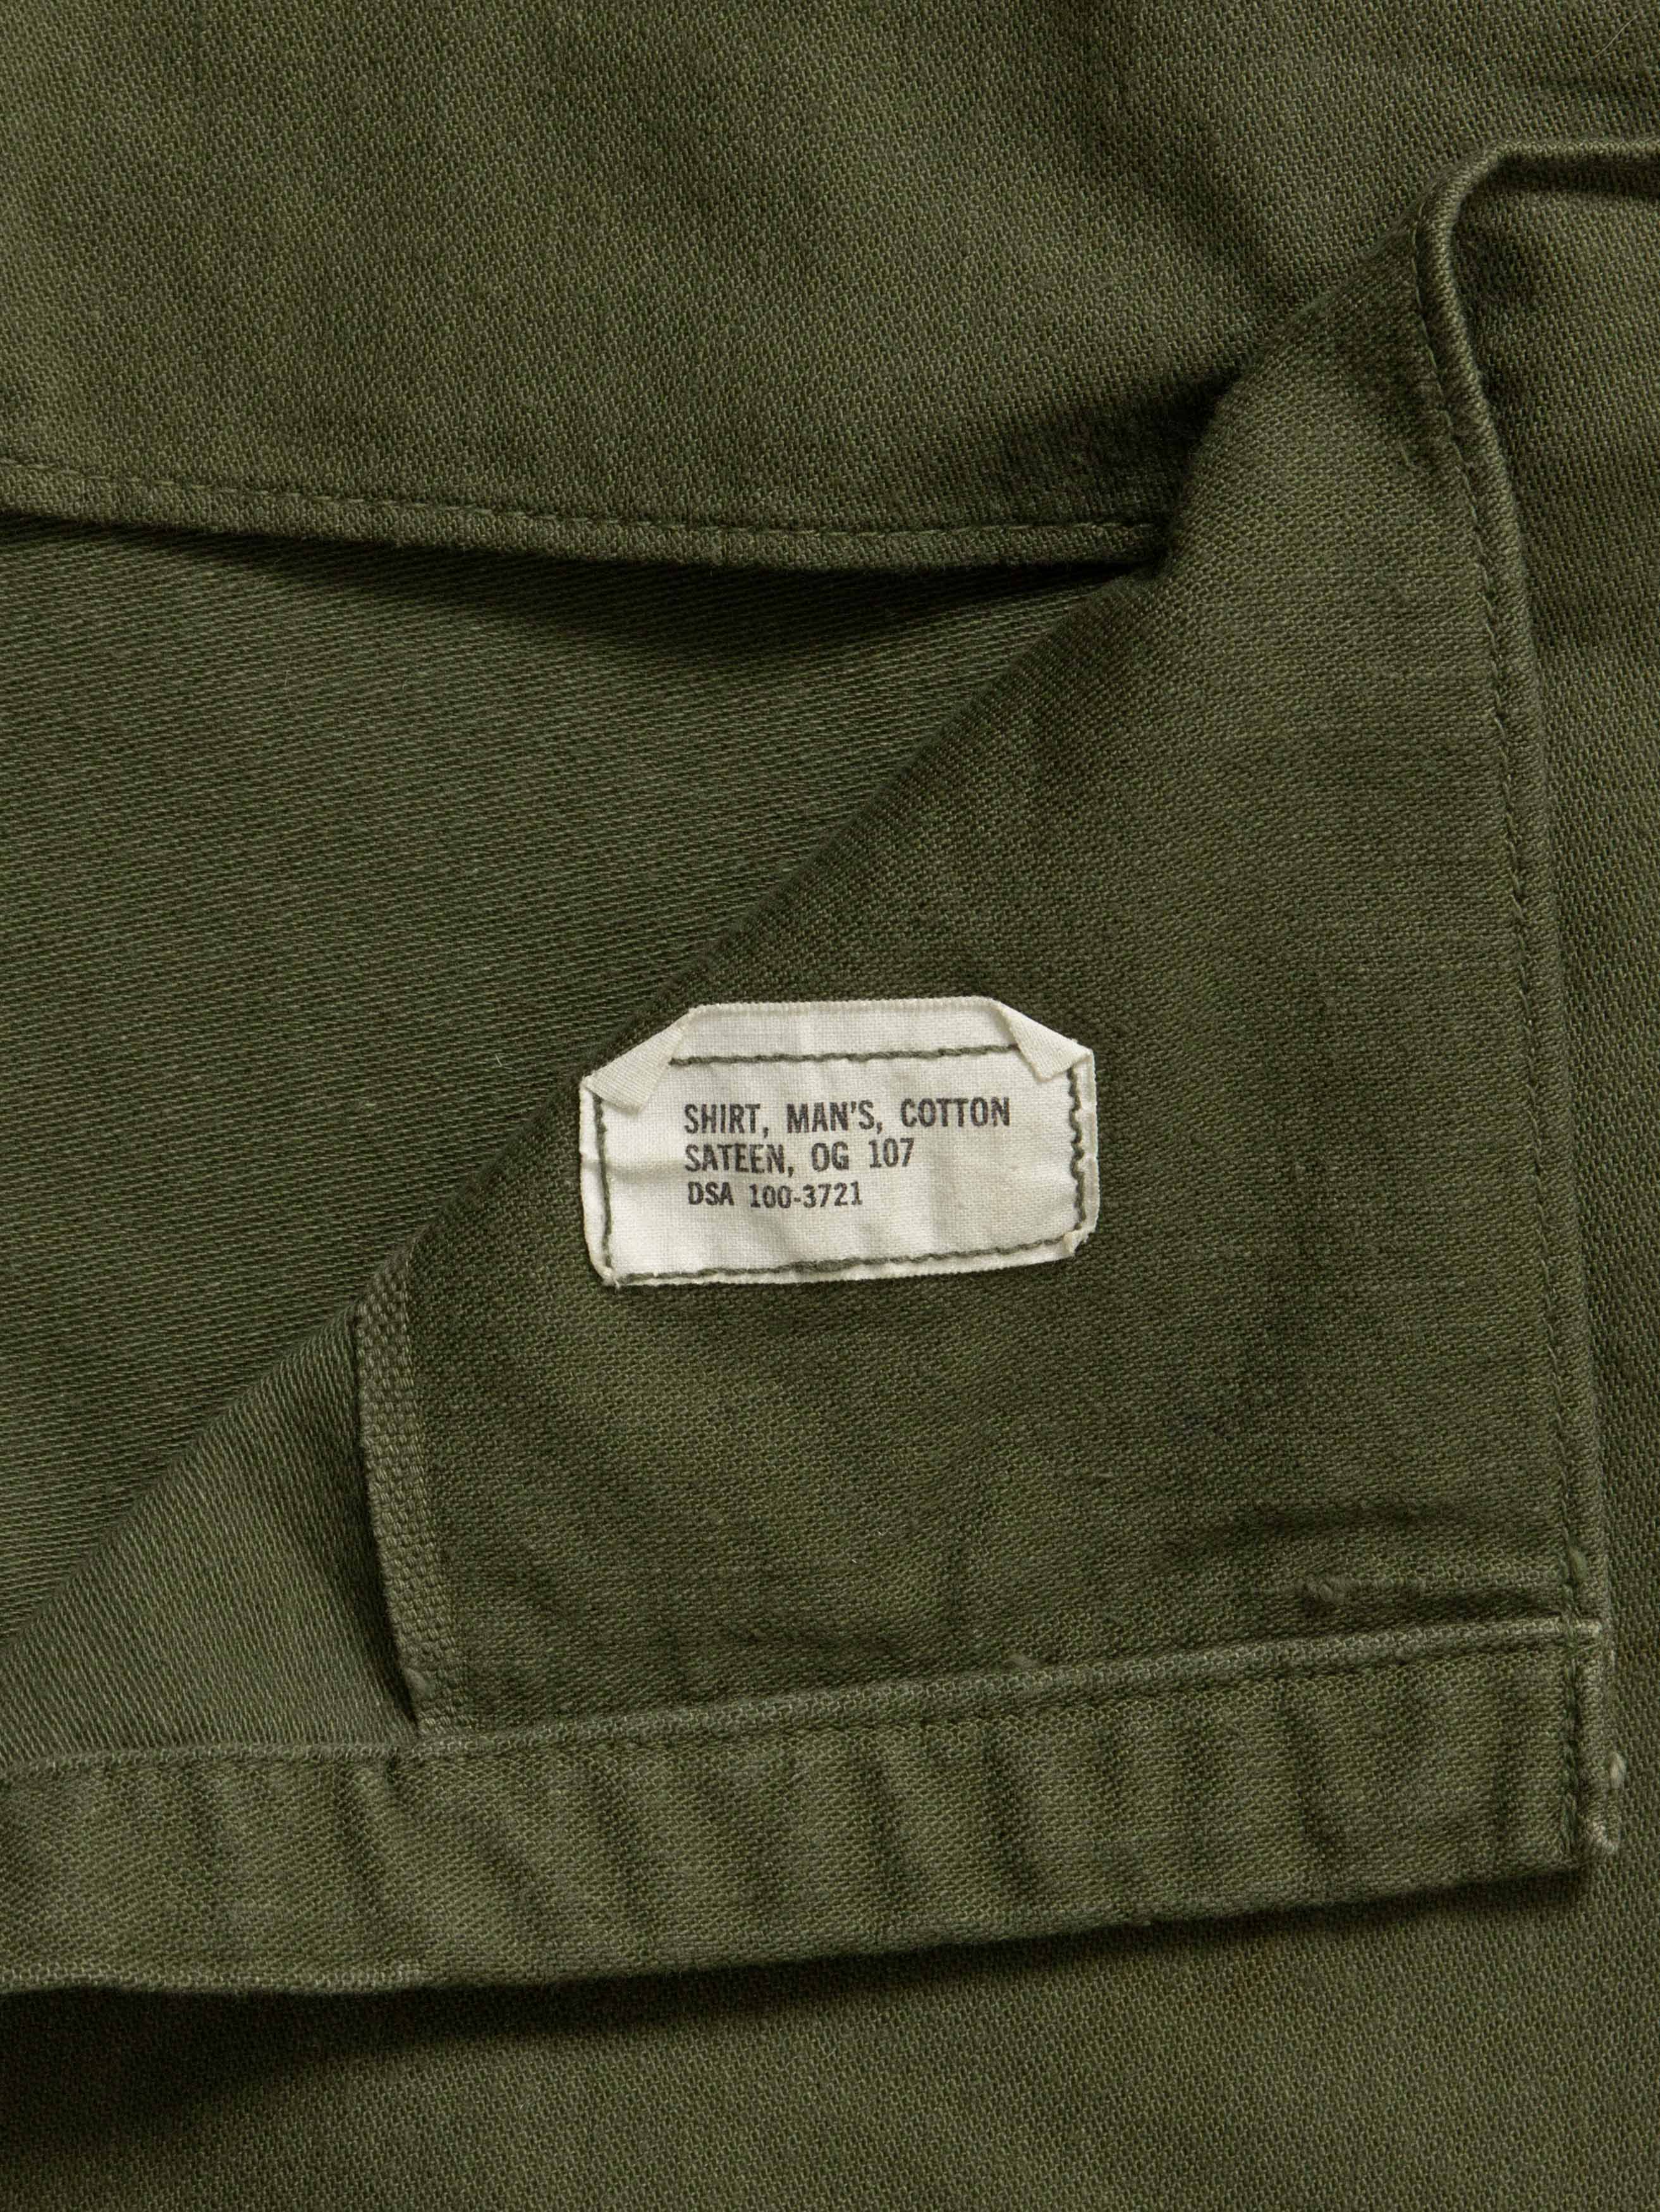 SHIRT, MAN'S, COTTON
SATEEN, OG 107
DSA 100-3721